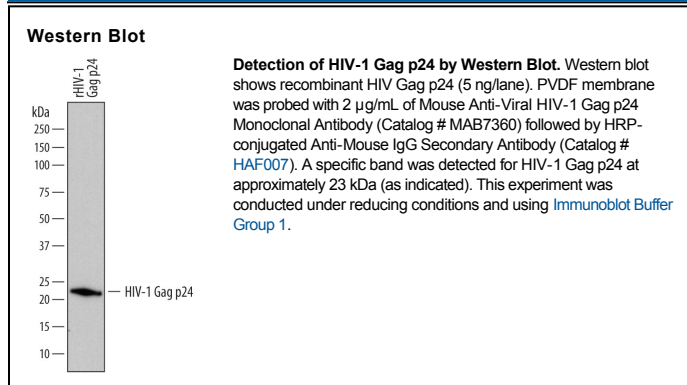 Western Blot
rHIV-1
Gag p24
kDa
250
150
100
75
50
37
25
20
15
10
HIV-1 Gag p24
Detection of HIV-1 Gag p24 by Western Blot. Western blot
shows recombinant HIV Gag p24 (5 ng/lane). PVDF membrane
was probed with 2 µg/mL of Mouse Anti-Viral HIV-1 Gag p24
Monoclonal Antibody (Catalog # MAB7360) followed by HRP-
conjugated Anti-Mouse IgG Secondary Antibody (Catalog #
HAF007). A specific band was detected for HIV-1 Gag p24 at
approximately 23 kDa (as indicated). This experiment was
conducted under reducing conditions and using Immunoblot Buffer
Group 1.